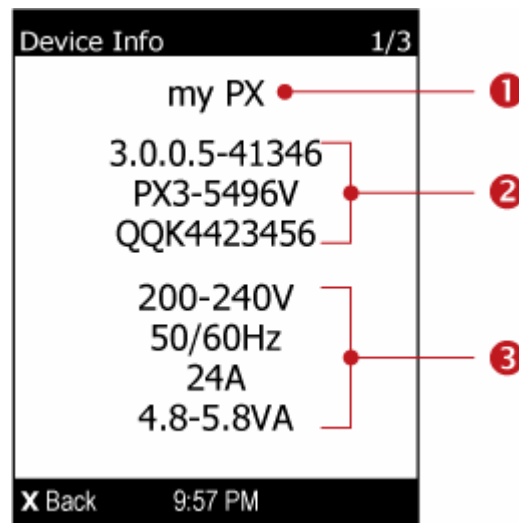 Device Info 1/3
my PX 1
3.0.0.5-41346
PX3-5496V 2
QQK4423456
200-240V
50/60Hz
24A 3
4.8-5.8VA
X Back 9:57 PM